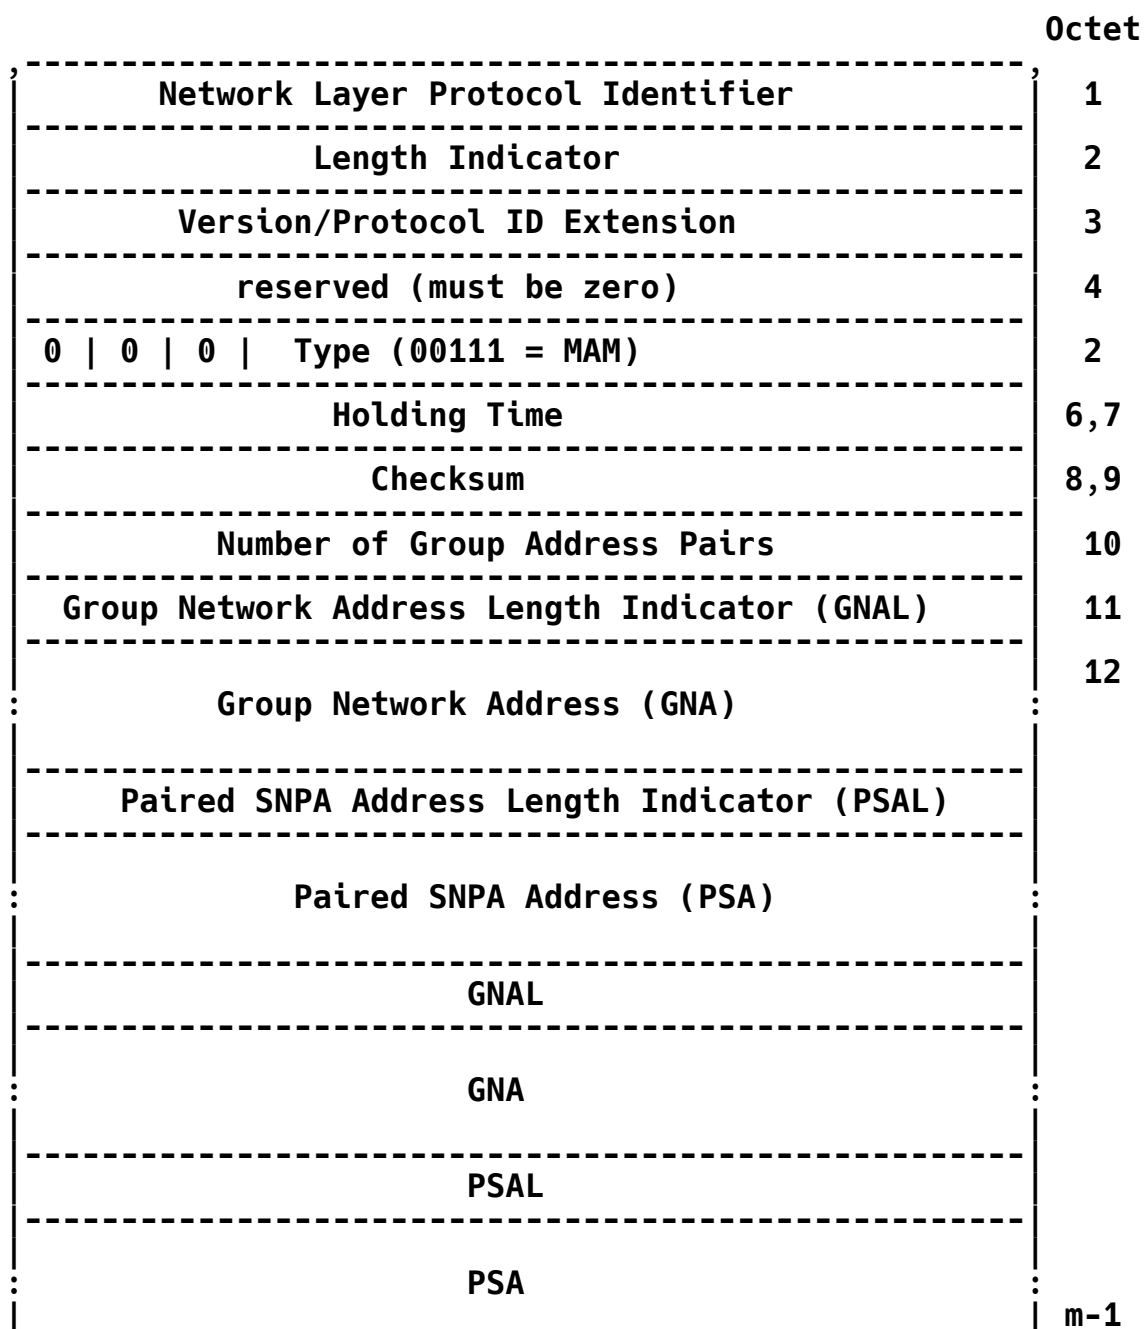 Octet
,----------------------------------------------------,
| Network Layer Protocol Identifier | 1
|----------------------------------------------------|
| Length Indicator | 2
|----------------------------------------------------|
| Version/Protocol ID Extension | 3
|----------------------------------------------------|
| reserved (must be zero) | 4
|----------------------------------------------------|
| 0 | 0 | 0 | Type (00111 = MAM) | 2
|----------------------------------------------------|
| Holding Time | 6,7
|----------------------------------------------------|
| Checksum | 8,9
|----------------------------------------------------|
| Number of Group Address Pairs | 10
|----------------------------------------------------|
| Group Network Address Length Indicator (GNAL) | 11
|----------------------------------------------------|
| | 12
: Group Network Address (GNA) :
| |
|----------------------------------------------------|
| Paired SNPA Address Length Indicator (PSAL) |
|----------------------------------------------------|
| |
: Paired SNPA Address (PSA) :
| |
|----------------------------------------------------|
| GNAL |
|----------------------------------------------------|
| |
: GNA :
| |
|----------------------------------------------------|
| PSAL |
|----------------------------------------------------|
| |
: PSA :
| | m-1